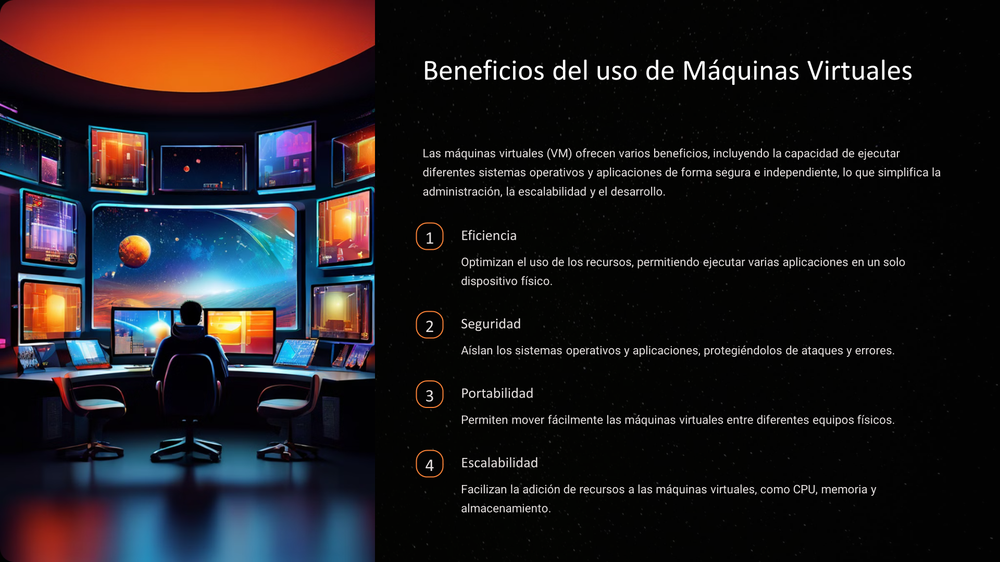 Beneficios del uso de Máquinas Virtuales
Las máquinas virtuales (VM) ofrecen varios beneficios, incluyendo la capacidad de ejecutar
diferentes sistemas operativos y aplicaciones de forma segura e independiente, lo que simplifica la
administración, la escalabilidad y el desarrollo.
1
Eficiencia
Optimizan el uso de los recursos, permitiendo ejecutar varias aplicaciones en un solo
dispositivo físico.
2
Seguridad
Aíslan los sistemas operativos y aplicaciones, protegiéndolos de ataques y errores.
3
Portabilidad
Permiten mover fácilmente las máquinas virtuales entre diferentes equipos físicos.
4
Escalabilidad
Facilizan la adición de recursos a las máquinas virtuales, como CPU, memoria y
almacenamiento.